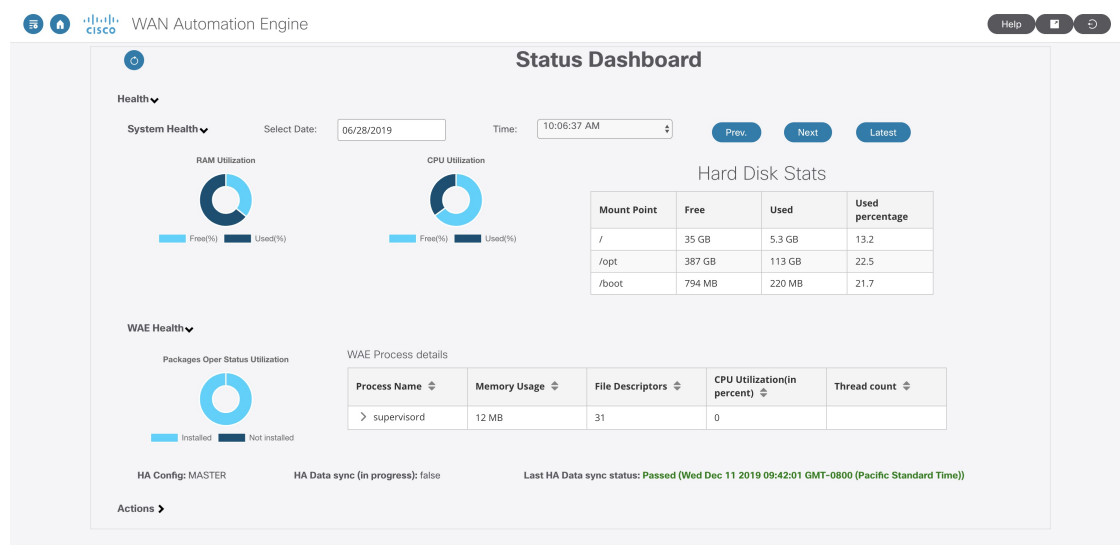 CISCO WAN Automation Engine Help
Status Dashboard
Health
System Health Select Date: 06/28/2019 Time: 10:06:37 AM Prev. Next Latest
RAM Utilization CPU Utilization
Free(%) Used(%) Free(%) Used(%)
Hard Disk Stats
Mount Point Free Used Used percentage
/ 35 GB 5.3 GB 13.2
/opt 387 GB 113 GB 22.5
/boot 794 MB 220 MB 21.7
WAE Health
Packages Oper Status Utilization
Installed Not installed
WAE Process details
Process Name Memory Usage File Descriptors CPU Utilization(in percent) Thread count
supervisord 12 MB 31 0
HA Config: MASTER HA Data sync (in progress): false Last HA Data sync status: Passed (Wed Dec 11 2019 09:42:01 GMT-0800 (Pacific Standard Time))
Actions